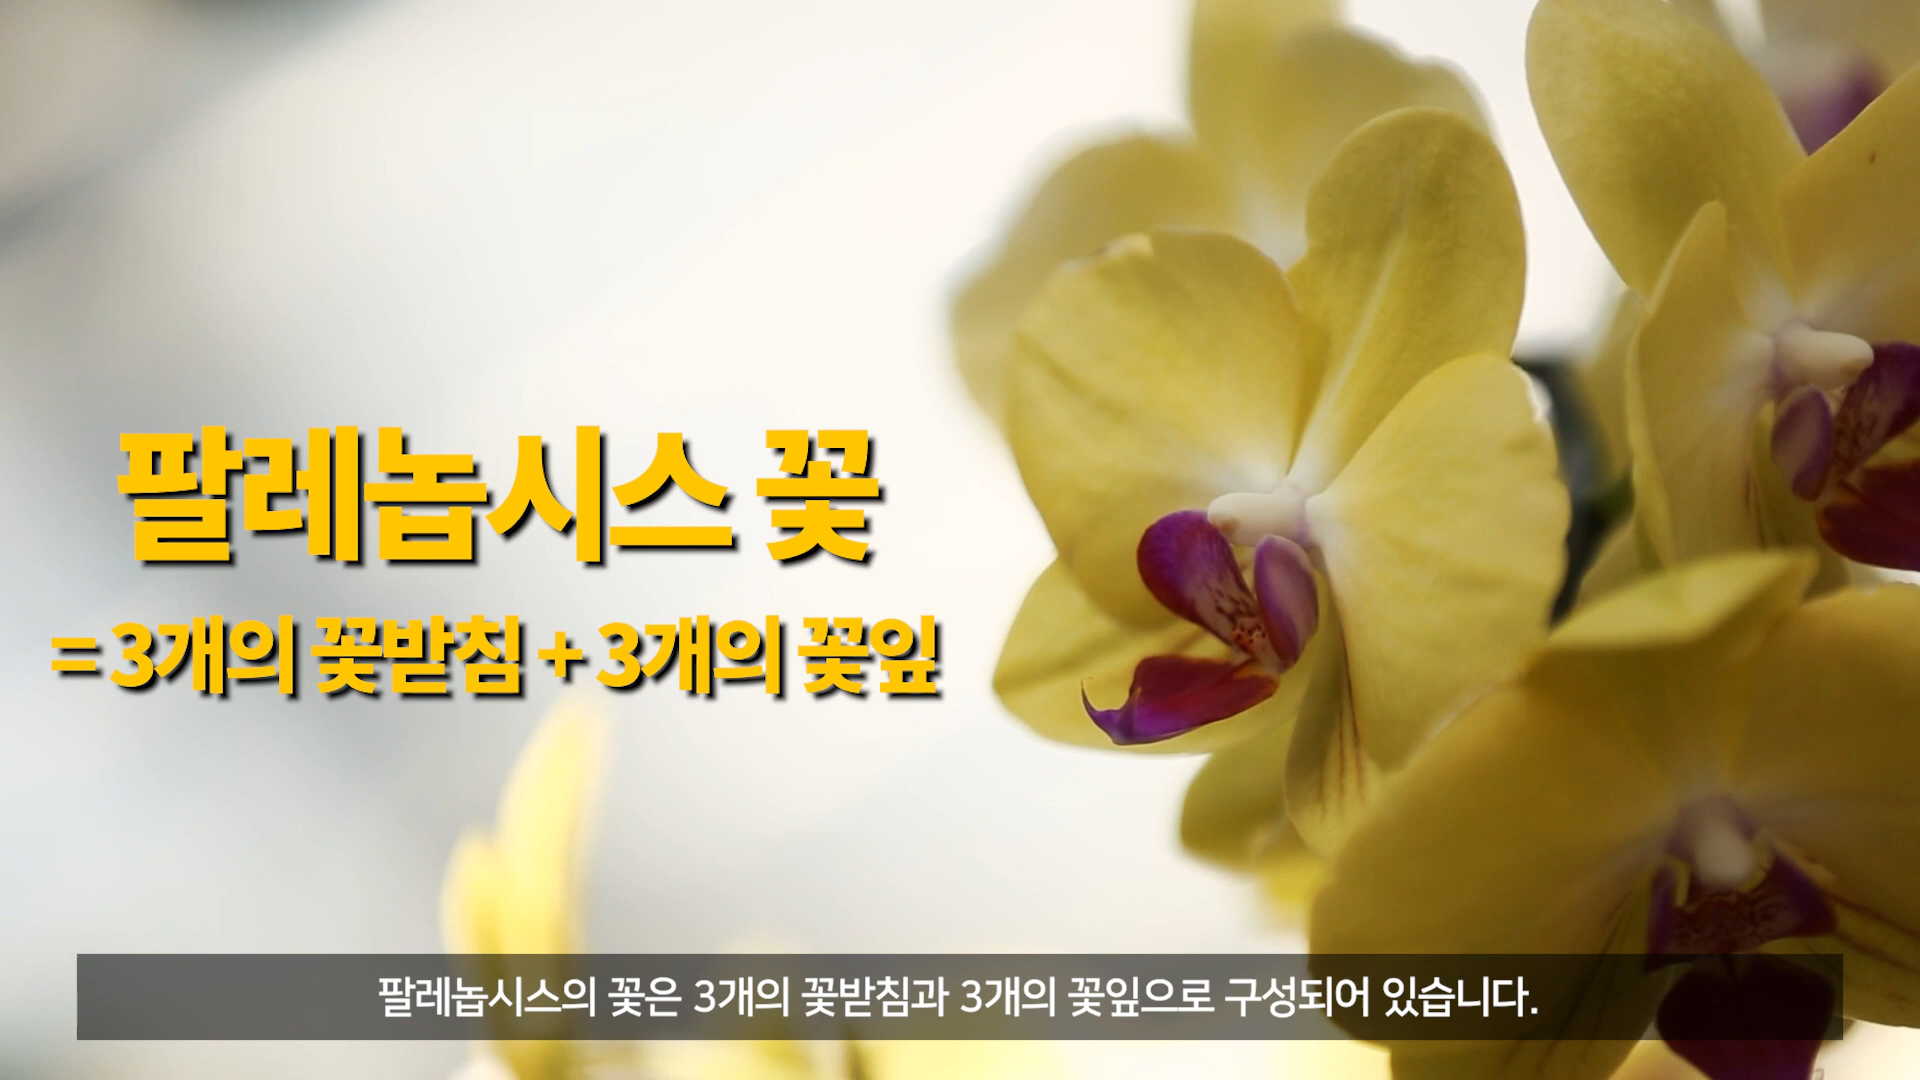 팔레놉시스 꽃
= 3개의 꽃받침 + 3개의 꽃잎
팔레놉시스의 꽃은 3개의 꽃받침과 3개의 꽃잎으로 구성되어 있습니다.